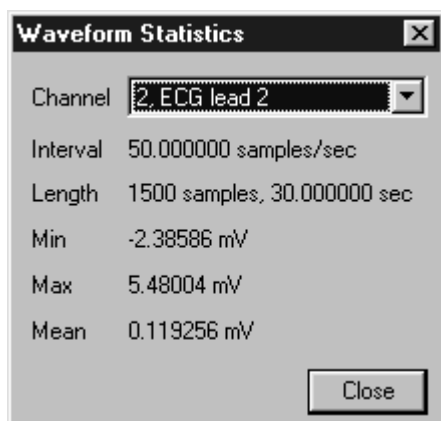 Waveform Statistics
Channel 2, ECG lead 2
Interval 50.000000 samples/sec
Length 1500 samples, 30.000000 sec
Min -2.38586 mV
Max 5.48004 mV
Mean 0.119256 mV
Close